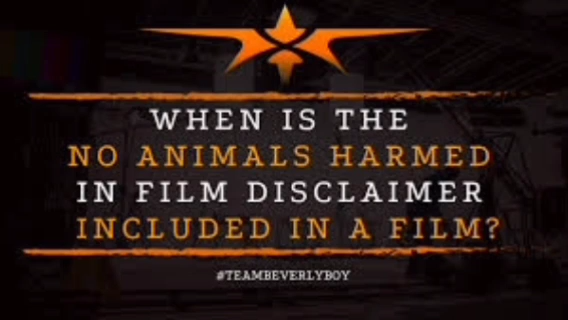 WHEN IS THE
NO ANIMALS HARMED
IN FILM DISCLAIMER
INCLUDED IN A FILM?
#TEAMBEVERLYBOY